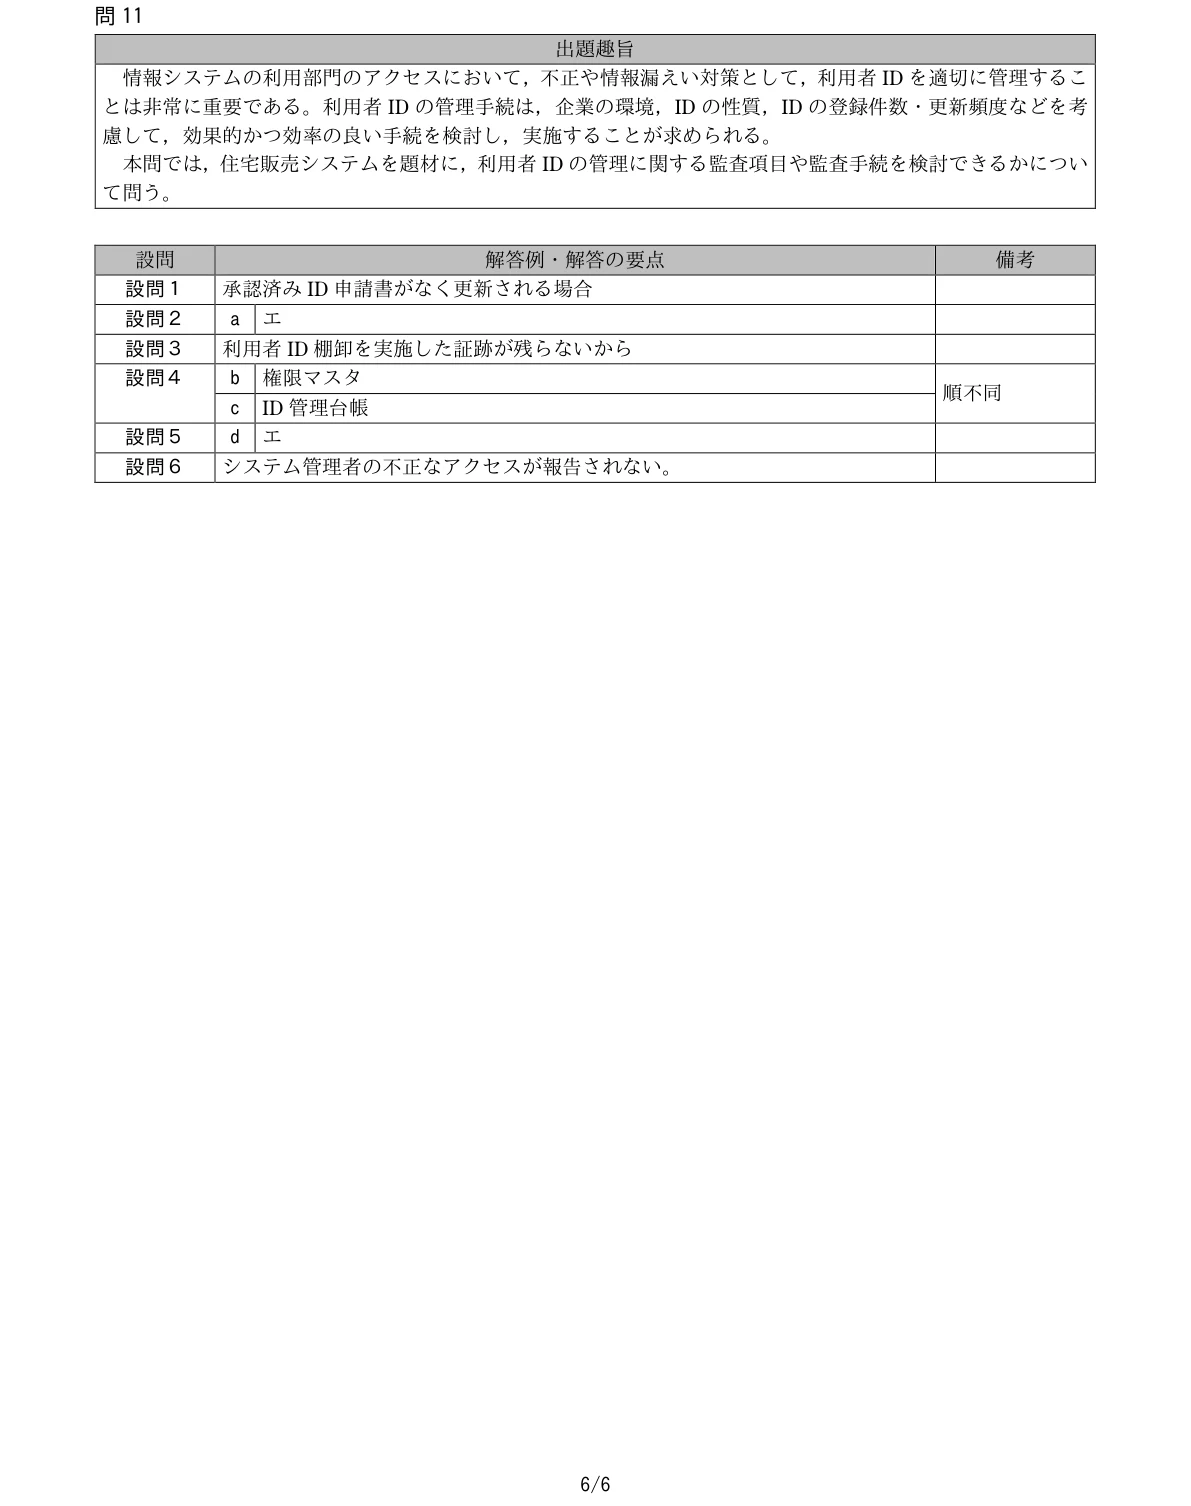 問 11
出題趣旨
情報システムの利用部門のアクセスにおいて，不正や情報漏えい対策として，利用者 ID を適切に管理するこ
とは非常に重要である。利用者 ID の管理手続は，企業の環境，ID の性質，ID の登録件数・更新頻度などを考
慮して，効果的かつ効率の良い手続を検討し，実施することが求められる。
本問では，住宅販売システムを題材に，利用者 ID の管理に関する監査項目や監査手続を検討できるかについ
て問う。
設問 解答例・解答の要点 備考
設問１ 承認済み ID 申請書がなく更新される場合
設問２ a エ
設問３ 利用者 ID 棚卸を実施した証跡が残らないから
設問４ b 権限マスタ 順不同
c ID 管理台帳
設問５ d エ
設問６ システム管理者の不正なアクセスが報告されない。
6/6